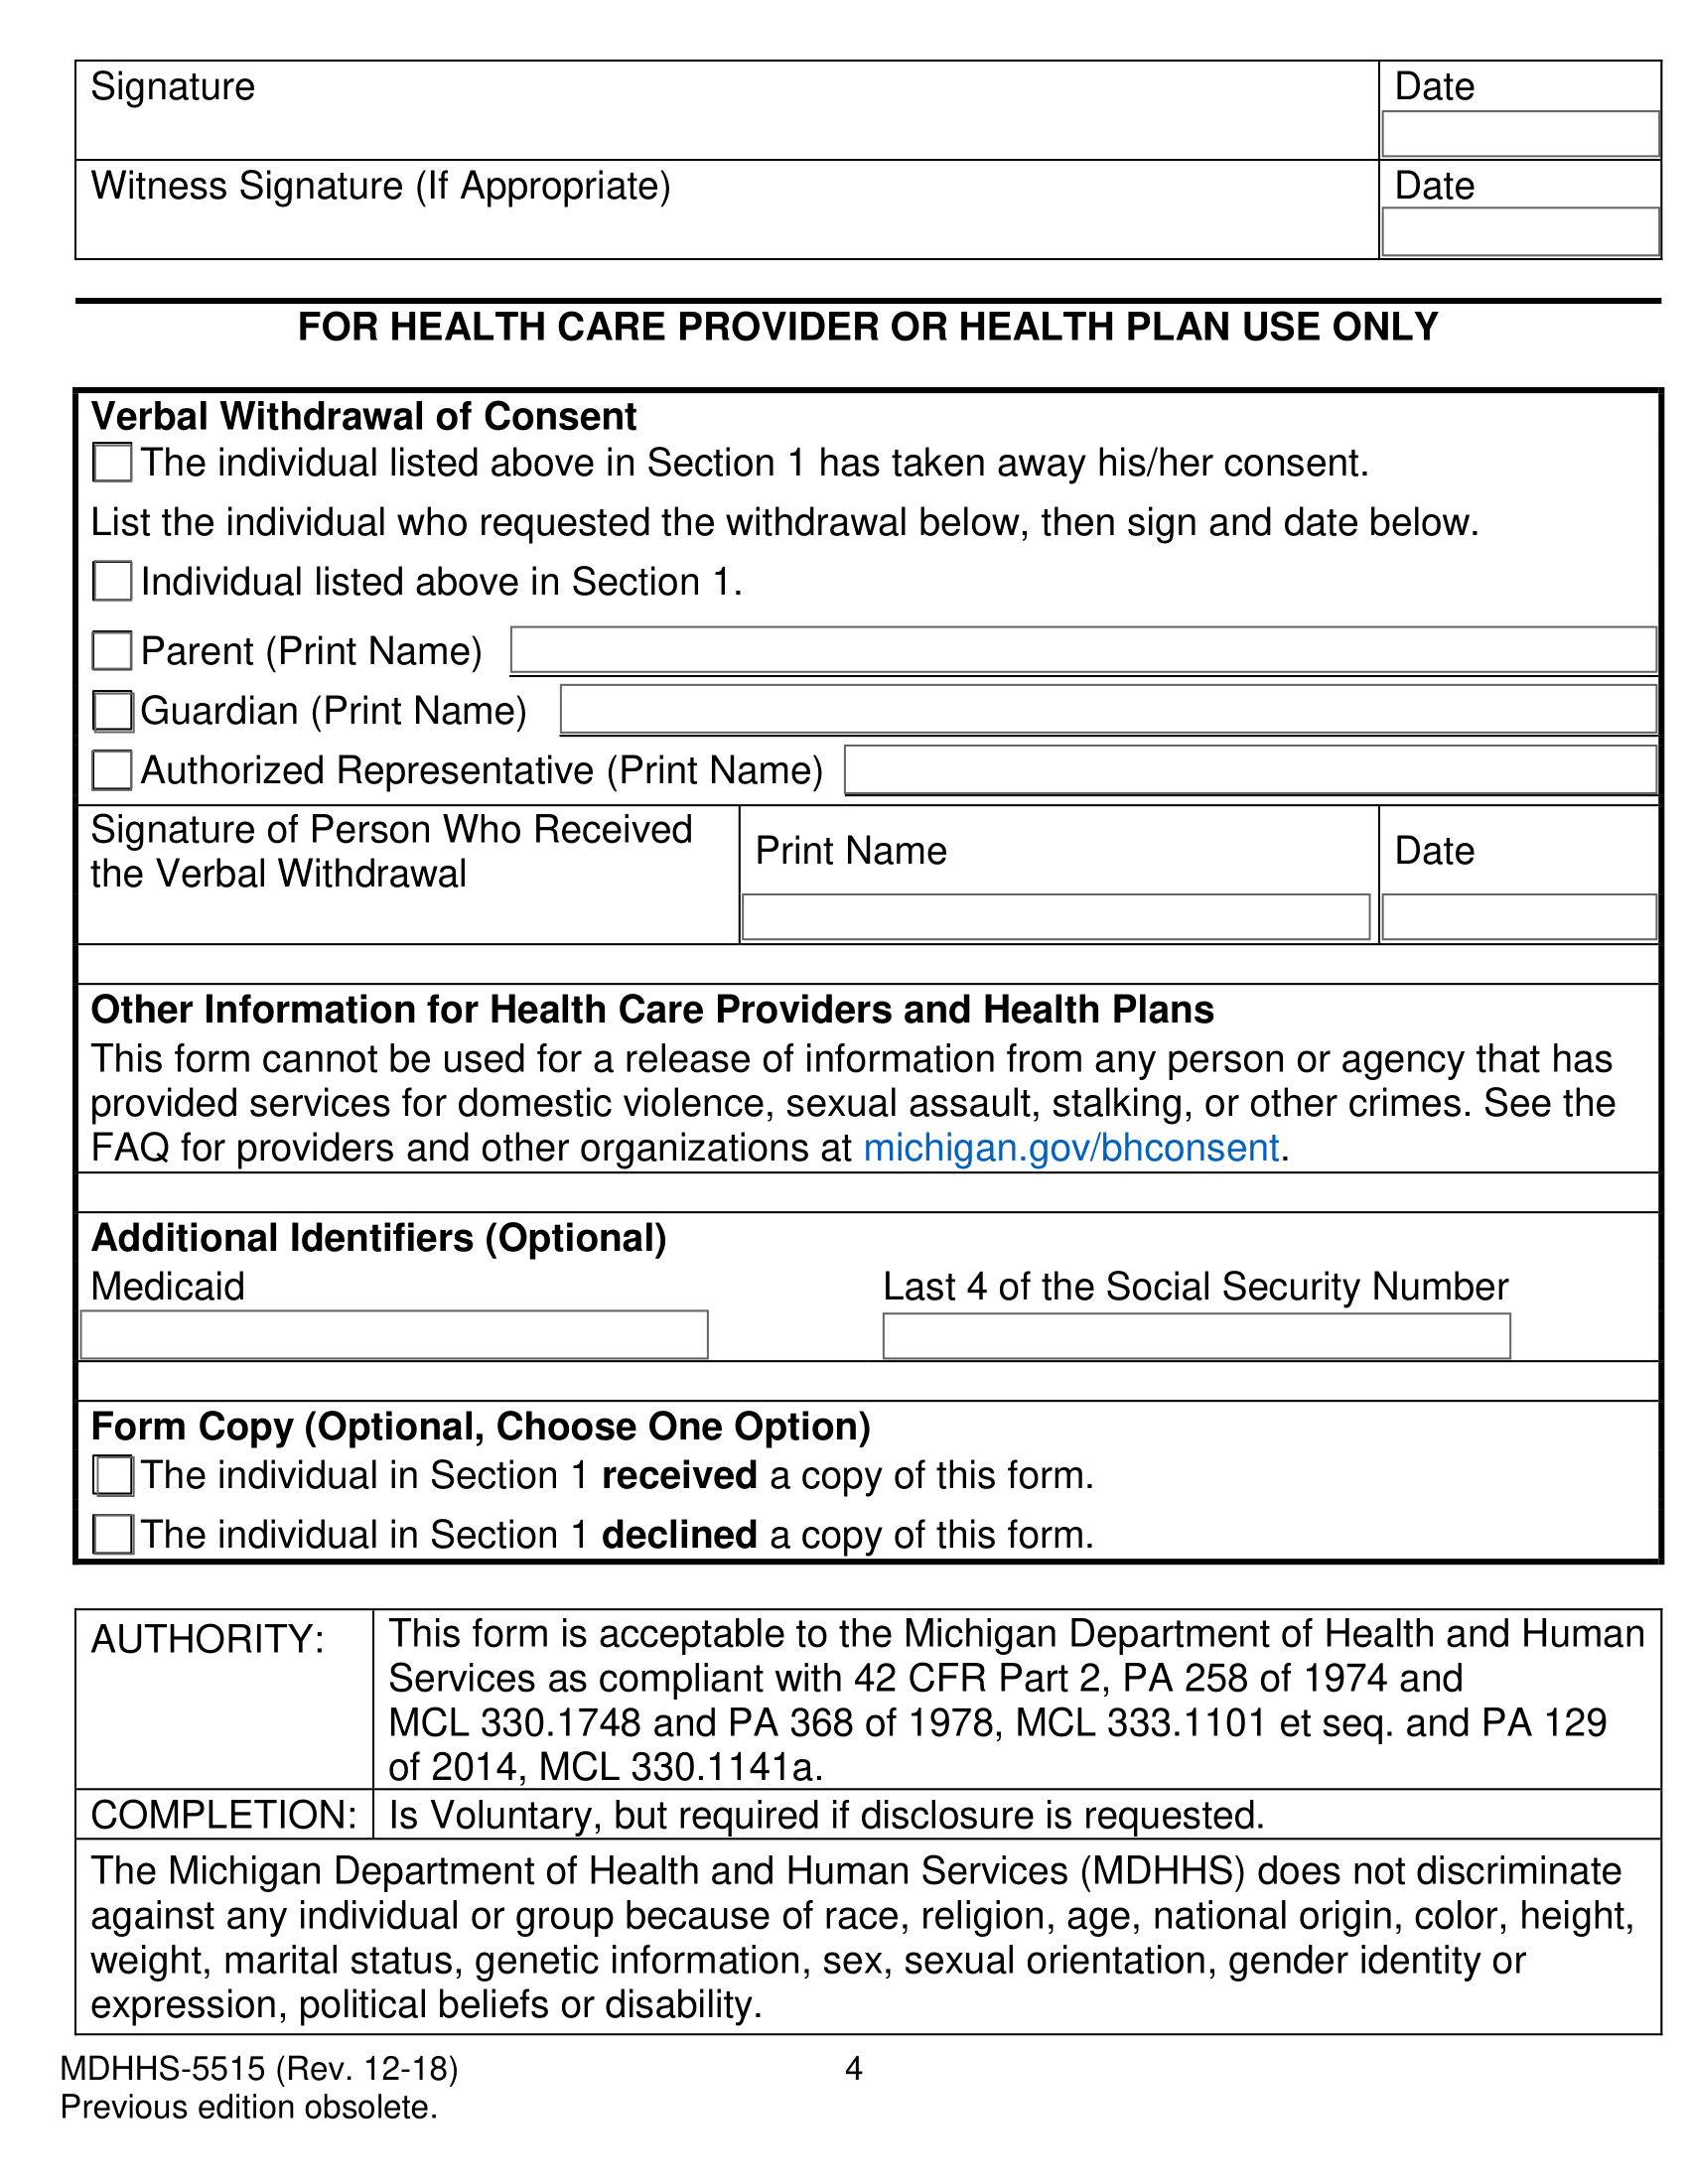 Signature
Date
Witness Signature (If Appropriate)
Date
FOR HEALTH CARE PROVIDER OR HEALTH PLAN USE ONLY
Verbal Withdrawal of Consent
The individual listed above in Section 1 has taken away his/her consent.
List the individual who requested the withdrawal below, then sign and date below.
Individual listed above in Section 1.
Parent (Print Name)
Guardian (Print Name)
Authorized Representative (Print Name)
Signature of Person Who Received
the Verbal Withdrawal
Print Name
Date
Other Information for Health Care Providers and Health Plans
This form cannot be used for a release of information from any person or agency that has
provided services for domestic violence, sexual assault, stalking, or other crimes. See the
FAQ for providers and other organizations at michigan.gov/bhconsent.
Additional Identifiers (Optional)
Medicaid
Last 4 of the Social Security Number
Form Copy (Optional, Choose One Option)
The individual in Section 1 received a copy of this form.
The individual in Section 1 declined a copy of this form.
AUTHORITY:
This form is acceptable to the Michigan Department of Health and Human
Services as compliant with 42 CFR Part 2, PA 258 of 1974 and
MCL 330.1748 and PA 368 of 1978, MCL 333.1101 et seq. and PA 129
of 2014, MCL 330.1141a.
COMPLETION:
Is Voluntary, but required if disclosure is requested.
The Michigan Department of Health and Human Services (MDHHS) does not discriminate
against any individual or group because of race, religion, age, national origin, color, height,
weight, marital status, genetic information, sex, sexual orientation, gender identity or
expression, political beliefs or disability.
MDHHS-5515 (Rev. 12-18)
4
Previous edition obsolete.